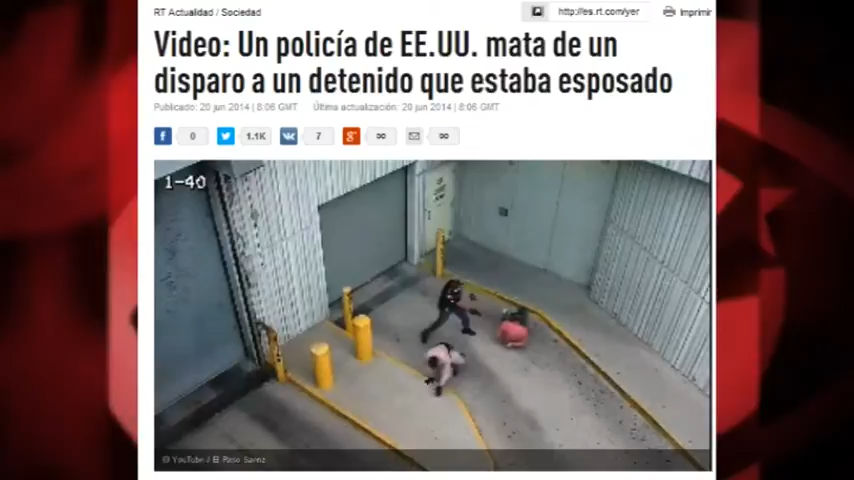 RT Actualidad / Sociedad
http://es.rt.com/yer
Imprimir
Video: Un policía de EE.UU. mata de un
disparo a un detenido que estaba esposado
Publicado: 20 jun 2014 | 8:06 GMT Última actualización: 20 jun 2014 | 8:06 GMT
0 1.1K 7 ∞ ∞
1-40
© YouTube / El Paso Saenz